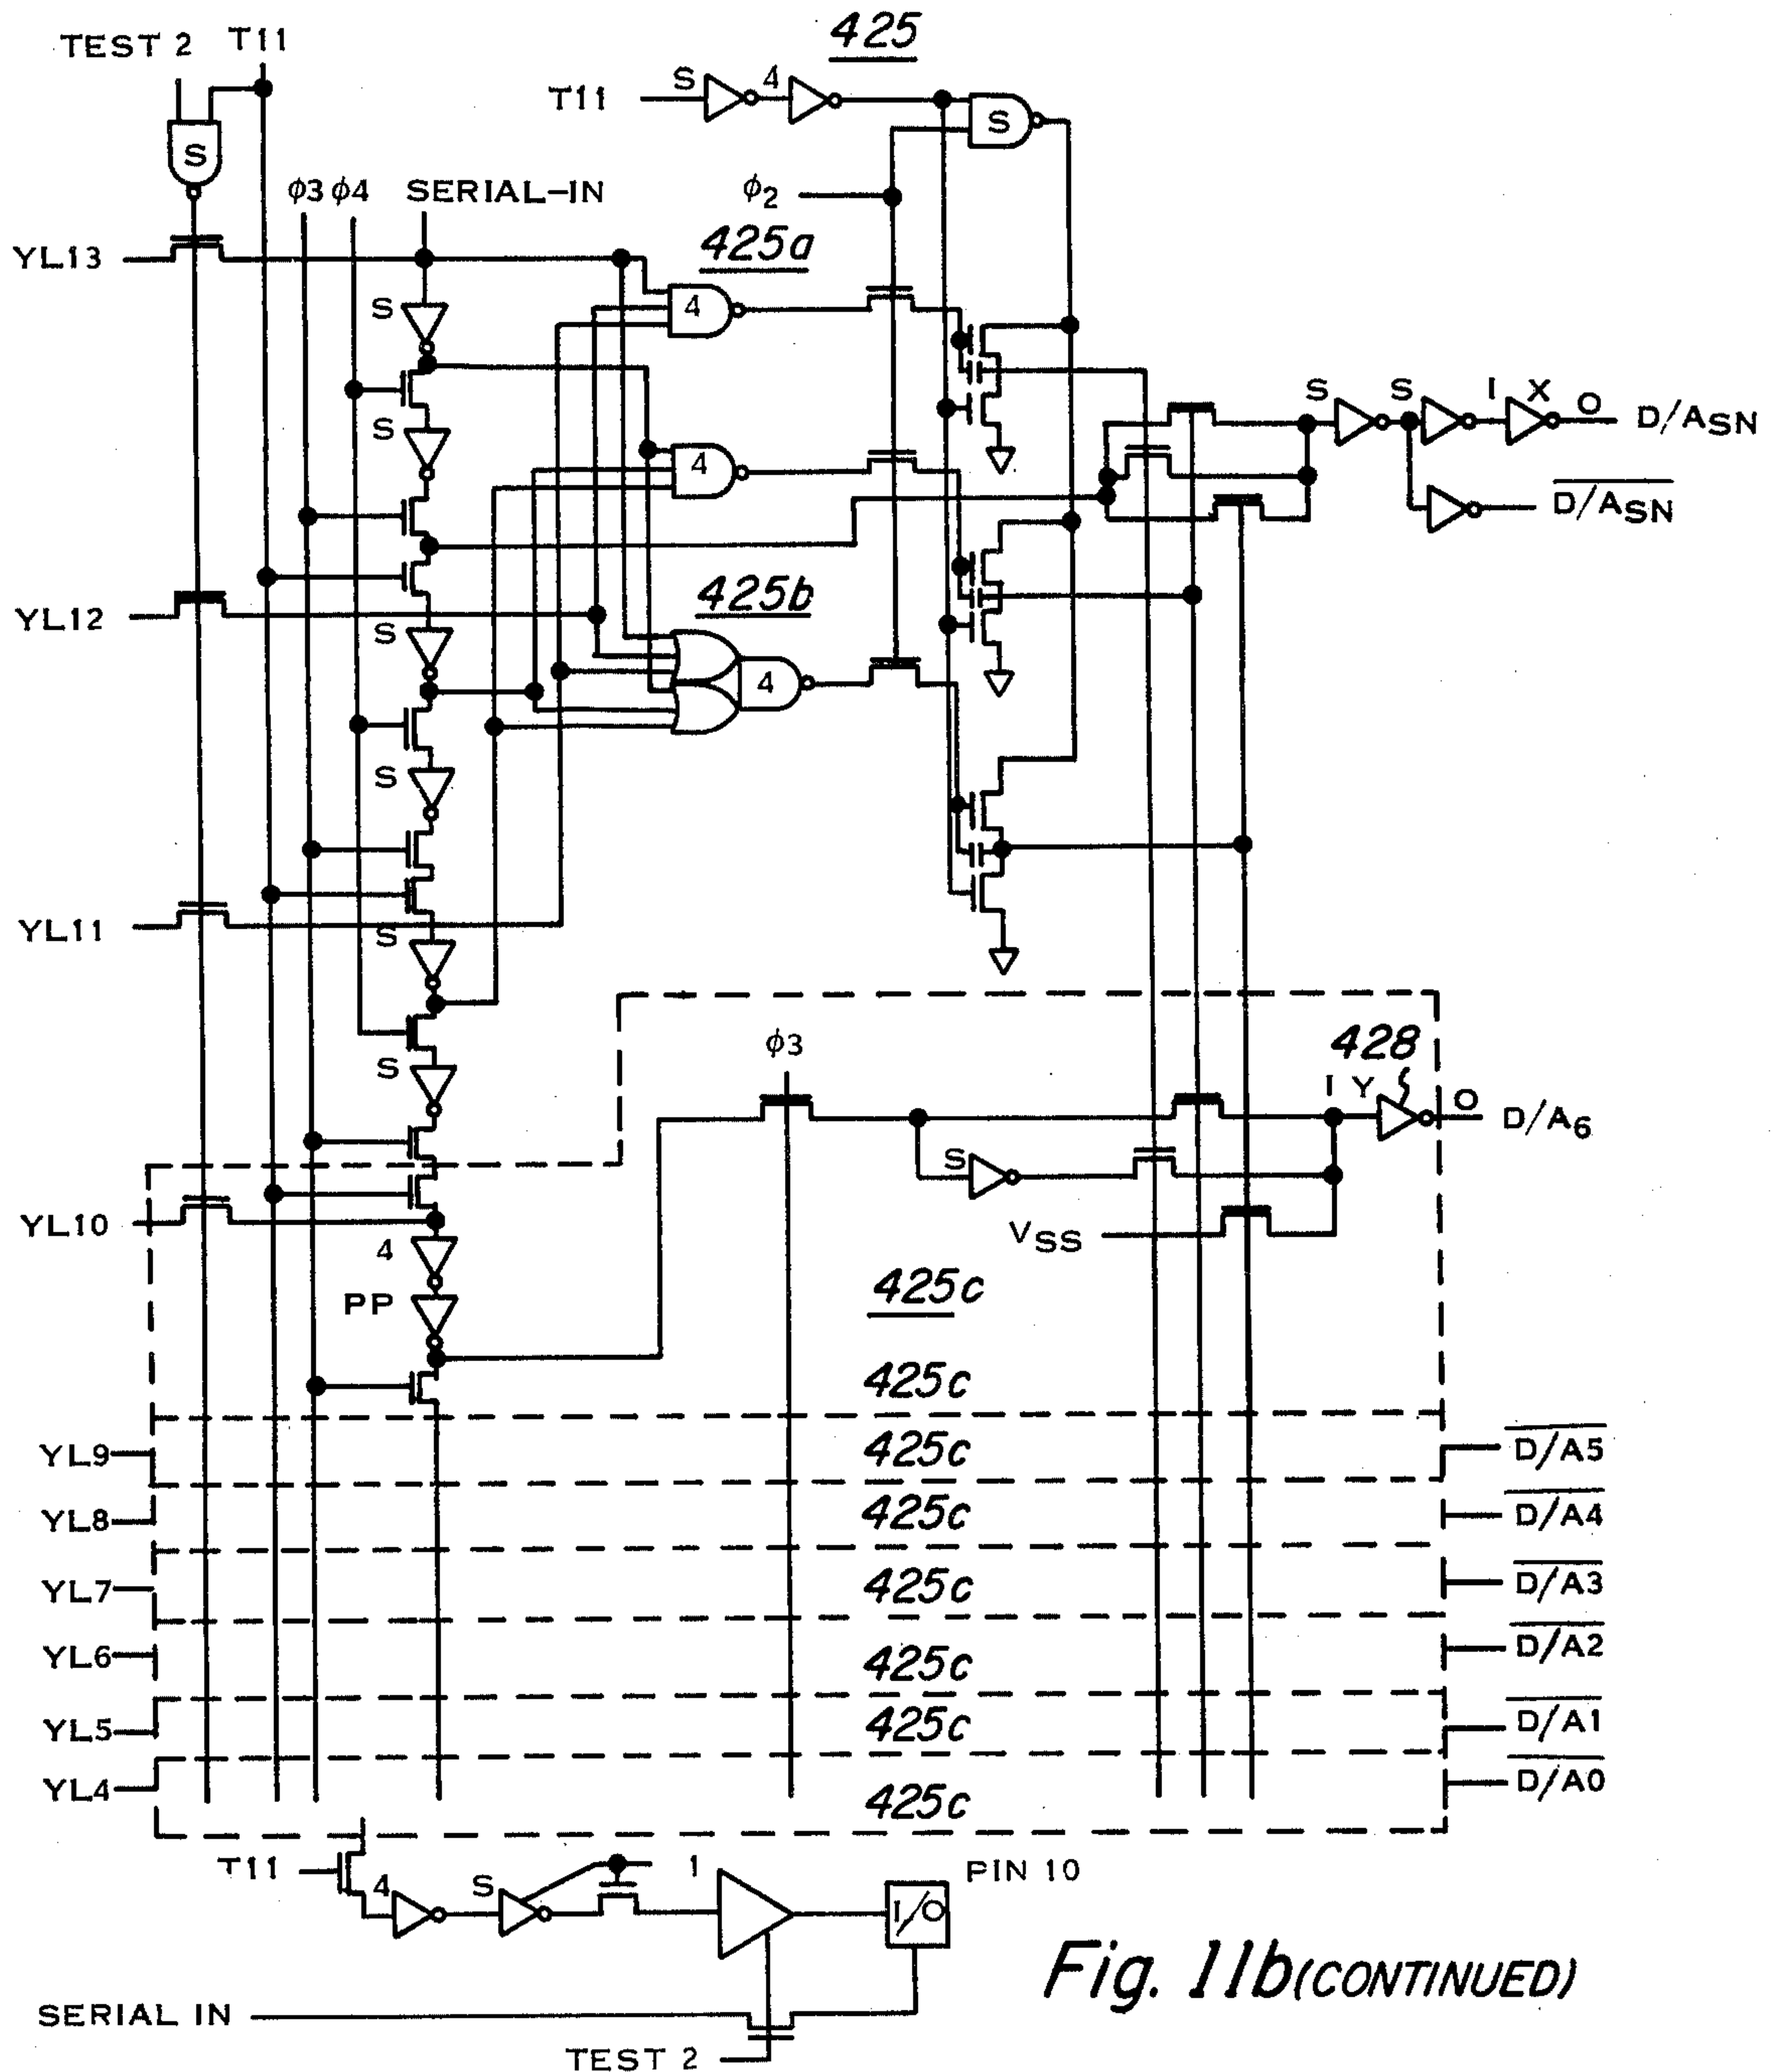 425
TEST 2 T11
T11 S 4
S
S
ϕ3 ϕ4 SERIAL-IN
ϕ2
YL13
425a
S
4
S
4
S S I X O D/ASN
D/ASN
YL12
425b
S
4
S
YL11
S
ϕ3
428
S
I Y O D/A6
S
YL10
VSS
4
PP
425c
425c
YL9 425c D/A5
YL8 425c D/A4
YL7 425c D/A3
YL6 425c D/A2
YL5 425c D/A1
YL4 425c D/A0
T11 4 S 1 PIN 10
I/O
SERIAL IN
TEST 2
Fig. 11b (CONTINUED)